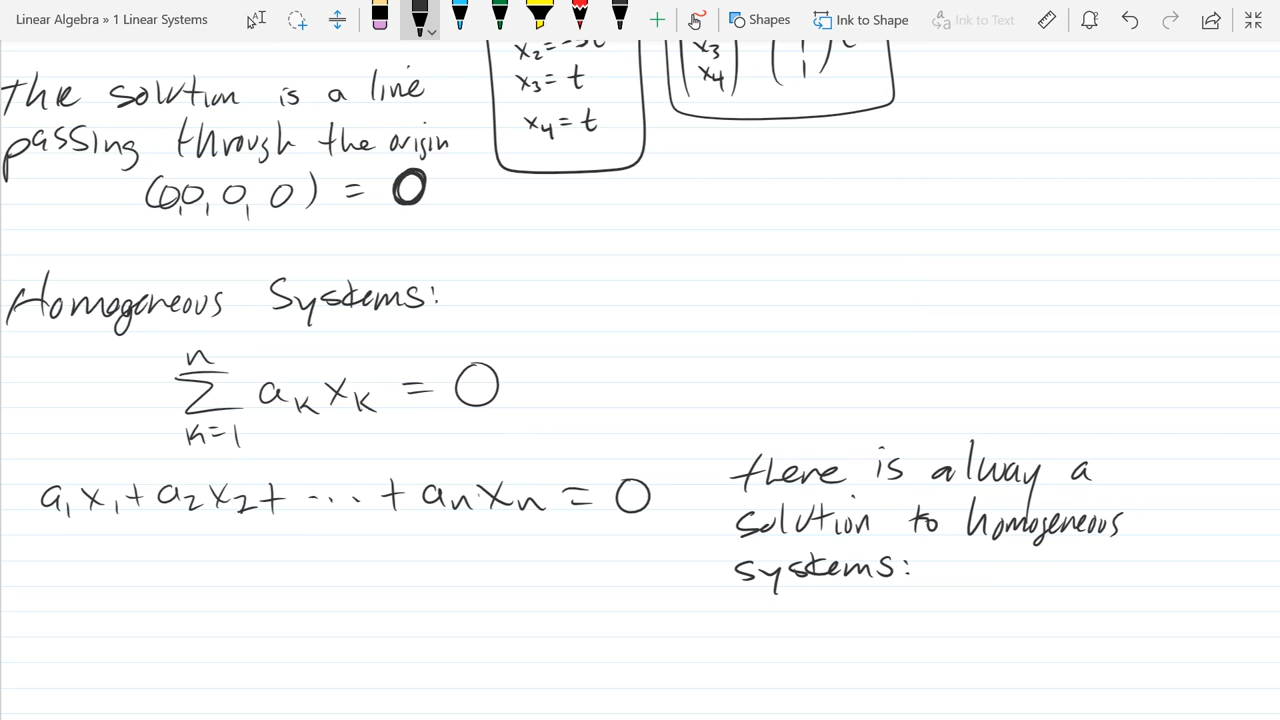 Linear Algebra » 1 Linear Systems
Shapes
Ink to Shape
Ink to Text
x₃
x₄
x₃ = t
x₄ = t
the solution is a line
passing through the origin
(0,0,0,0) = 0
Homogeneous Systems:
n
Σ aₖ xₖ = 0
k=1
a₁x₁ + a₂x₂ + ... + aₙxₙ = 0
there is alway a
solution to homogeneous
systems: